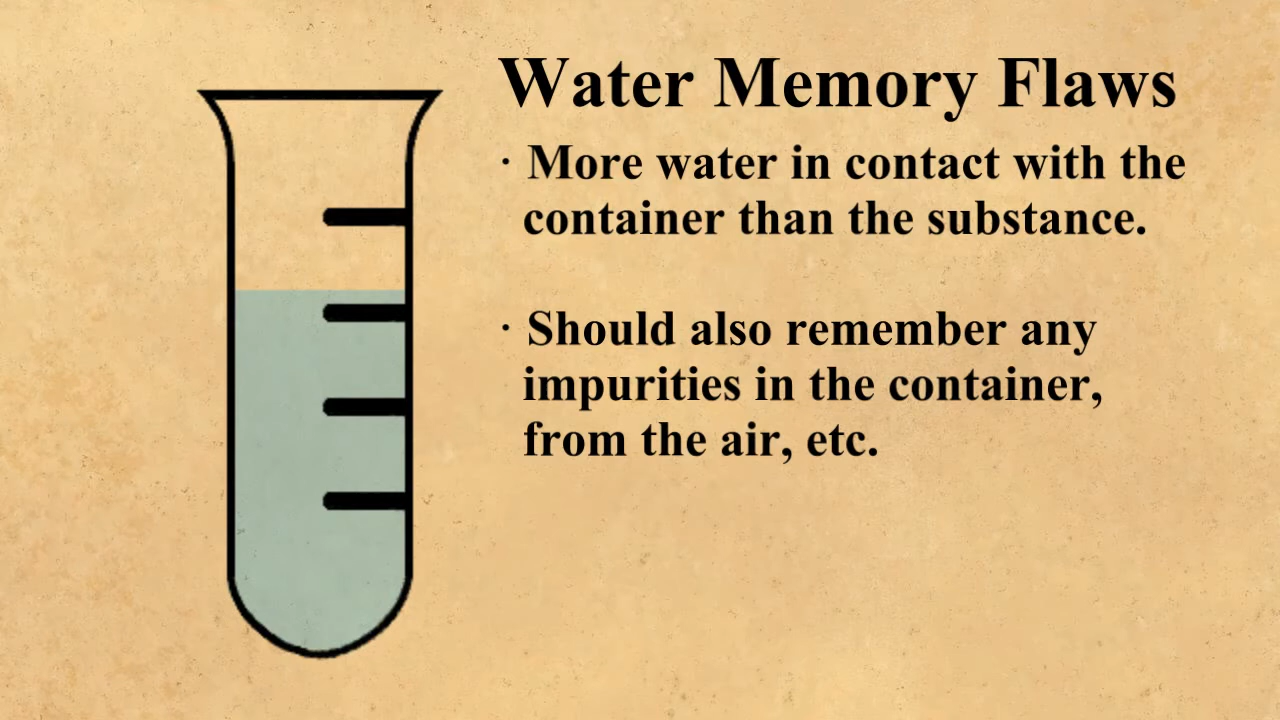 Water Memory Flaws
· More water in contact with the
container than the substance.
· Should also remember any
impurities in the container,
from the air, etc.